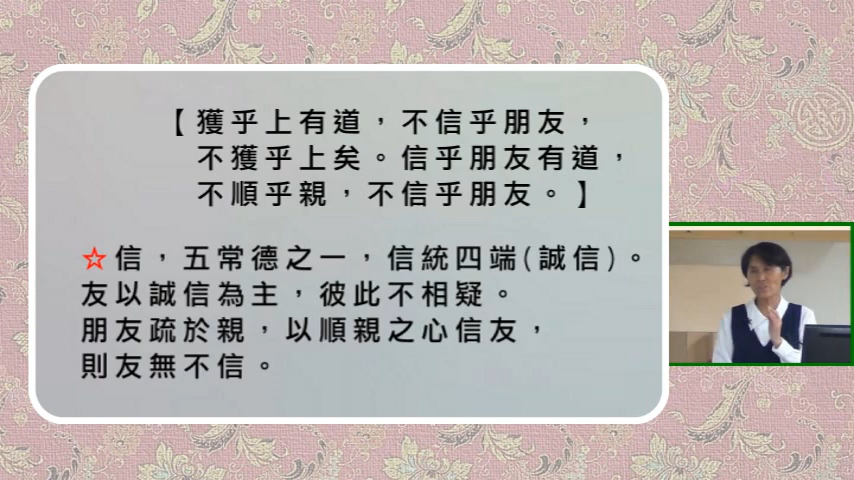 【獲乎上有道，不信乎朋友，
不獲乎上矣。信乎朋友有道，
不順乎親，不信乎朋友。】
☆信，五常德之一，信統四端(誠信)。
友以誠信為主，彼此不相疑。
朋友疏於親，以順親之心信友，
則友無不信。